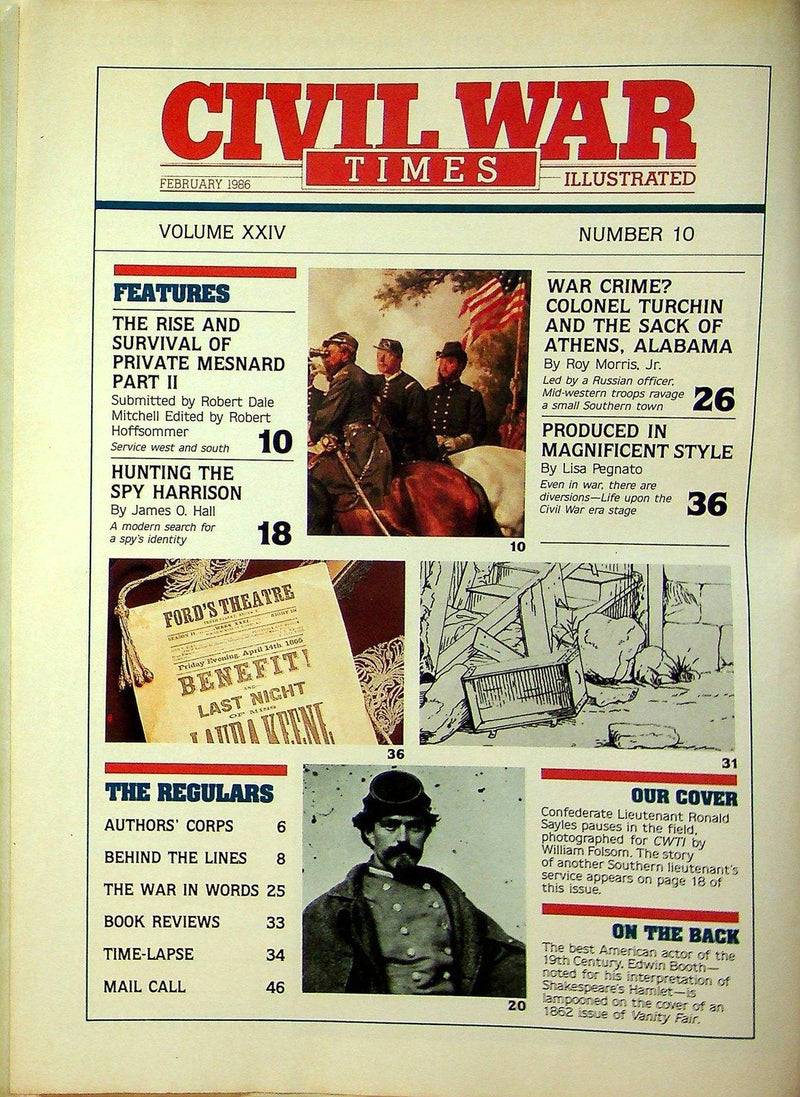 CIVIL WAR
TIMES
FEBRUARY 1986
ILLUSTRATED
VOLUME XXIV
NUMBER 10
FEATURES
THE RISE AND
SURVIVAL OF
PRIVATE MESNARD
PART II
Submitted by Robert Dale
Mitchell Edited by Robert
Hoffsommer
Service west and south
10
HUNTING THE
SPY HARRISON
By James O. Hall
A modern search for
a spy's identity
18
10
WAR CRIME?
COLONEL TURCHIN
AND THE SACK OF
ATHENS, ALABAMA
By Roy Morris, Jr.
Led by a Russian officer,
Mid-western troops ravage
a small Southern town
26
PRODUCED IN
MAGNIFICENT STYLE
By Lisa Pegnato
Even in war, there are
diversions—Life upon the
Civil War era stage
36
FORD'S THEATRE
Friday Evening, April 14th, 1865
BENEFIT!
AND
LAST NIGHT
OF MISS
LAURA KEENE
36
31
THE REGULARS
AUTHORS' CORPS 6
BEHIND THE LINES 8
THE WAR IN WORDS 25
BOOK REVIEWS 33
TIME-LAPSE 34
MAIL CALL 46
20
OUR COVER
Confederate Lieutenant Ronald
Sayles pauses in the field,
photographed for CWTI by
William Folsom. The story
of another Southern lieutenant's
service appears on page 18 of
this issue.
ON THE BACK
The best American actor of the
19th Century, Edwin Booth—
noted for his interpretation of
Shakespeare's Hamlet—is
lampooned on the cover of an
1862 issue of Vanity Fair.